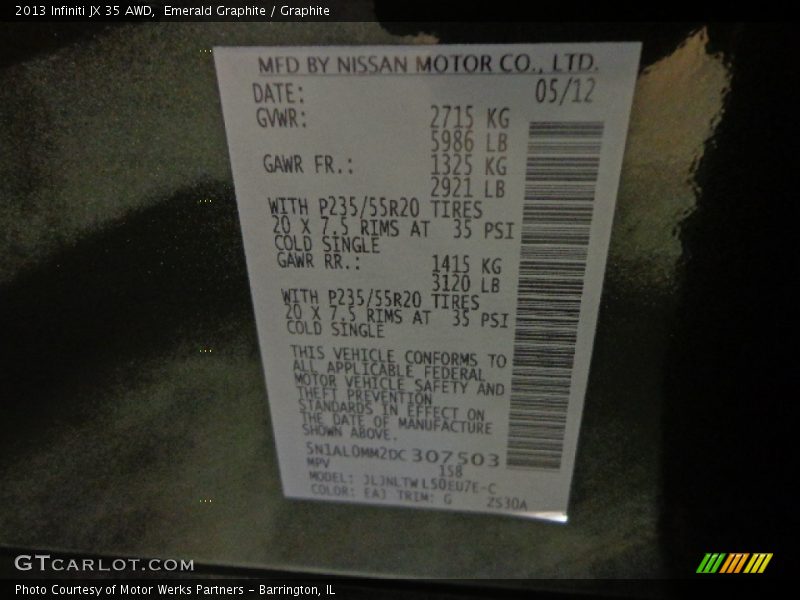 2013 Infiniti JX 35 AWD,  Emerald Graphite / Graphite
MFD BY NISSAN MOTOR CO., LTD.
DATE: 05/12
GVWR: 2715 KG
5986 LB
GAWR FR.: 1325 KG
2921 LB
WITH P235/55R20 TIRES
20 X 7.5 RIMS AT 35 PSI
COLD SINGLE
GAWR RR.: 1415 KG
3120 LB
WITH P235/55R20 TIRES
20 X 7.5 RIMS AT 35 PSI
COLD SINGLE
THIS VEHICLE CONFORMS TO
ALL APPLICABLE FEDERAL
MOTOR VEHICLE SAFETY AND
THEFT PREVENTION
STANDARDS IN EFFECT ON
THE DATE OF MANUFACTURE
SHOWN ABOVE.
5N1AL0MM2DC 307503
MPV 158
MODEL: JLJNLTWL50EU7E-C
COLOR: EAJ TRIM: G ZS30A
GTCARLOT.COM
Photo Courtesy of Motor Werks Partners - Barrington, IL